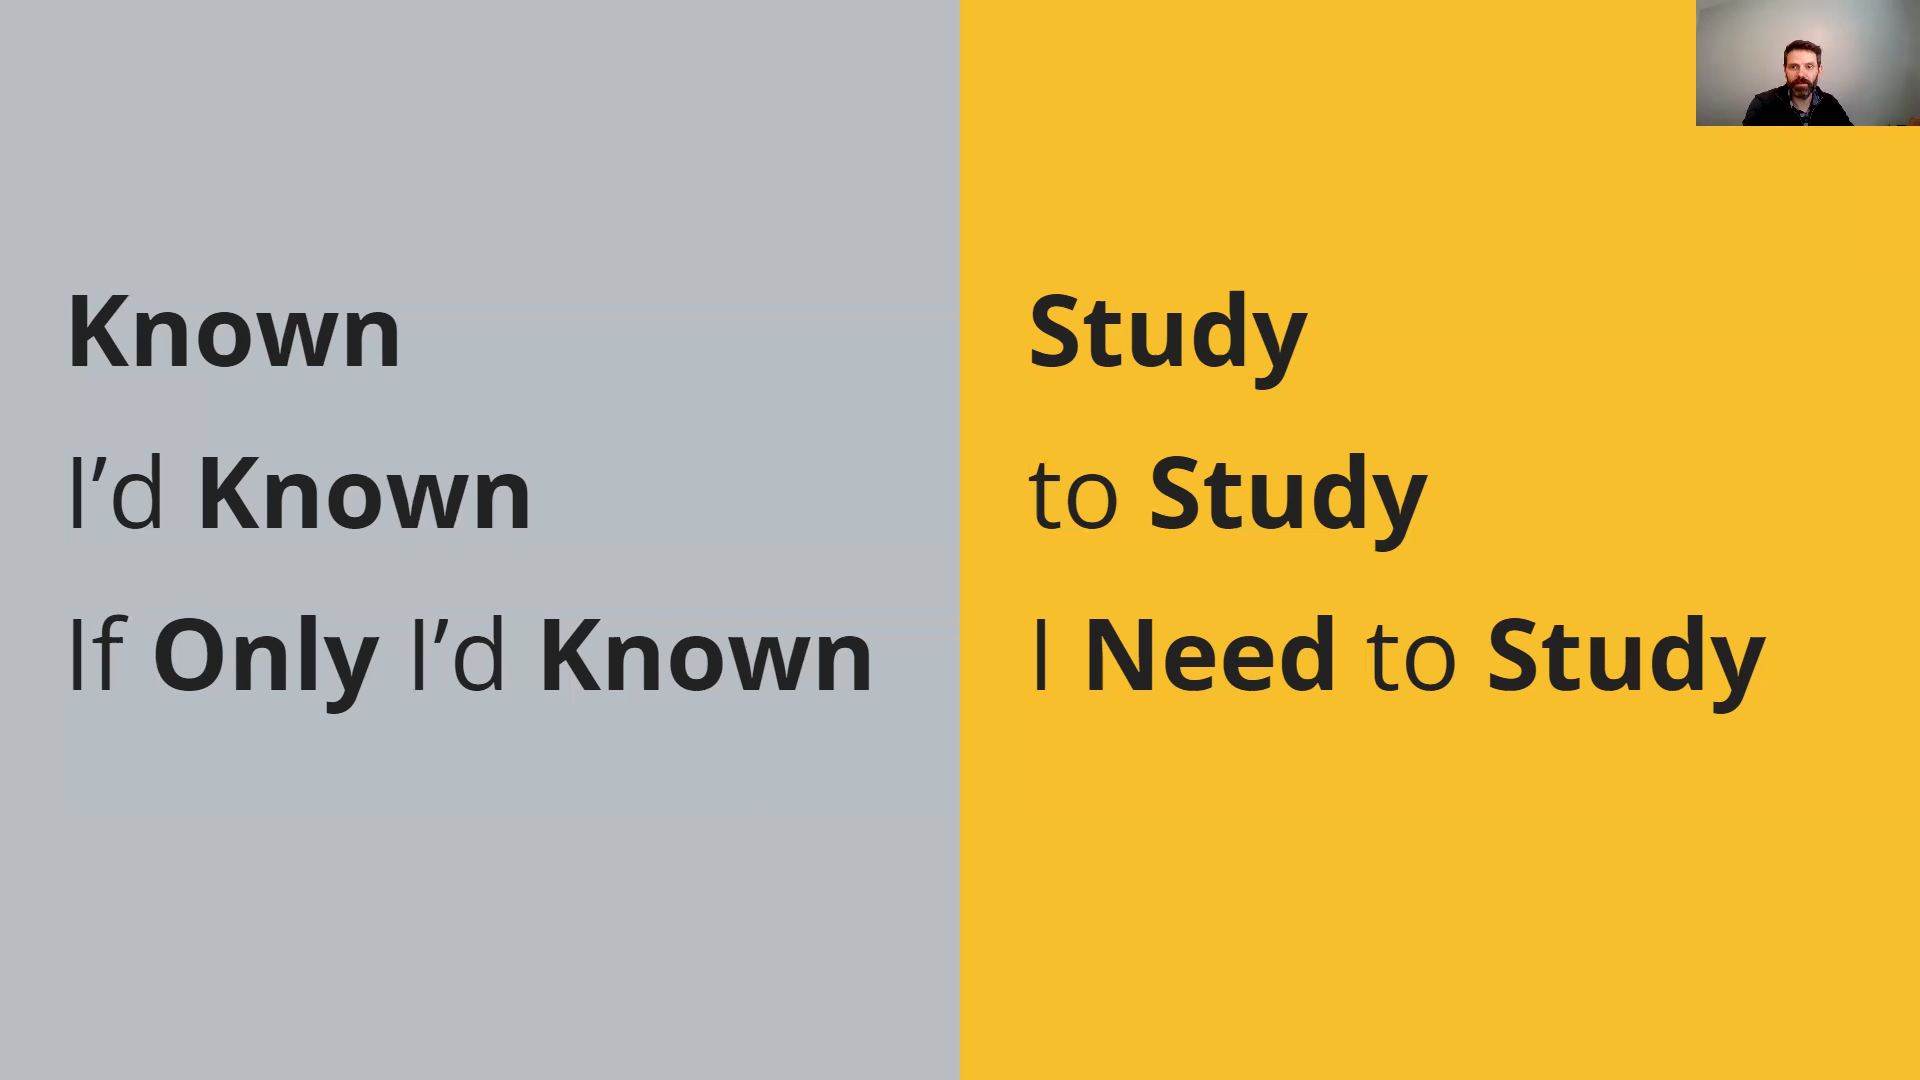 Known
I’d Known
If Only I’d Known
Study
to Study
I Need to Study